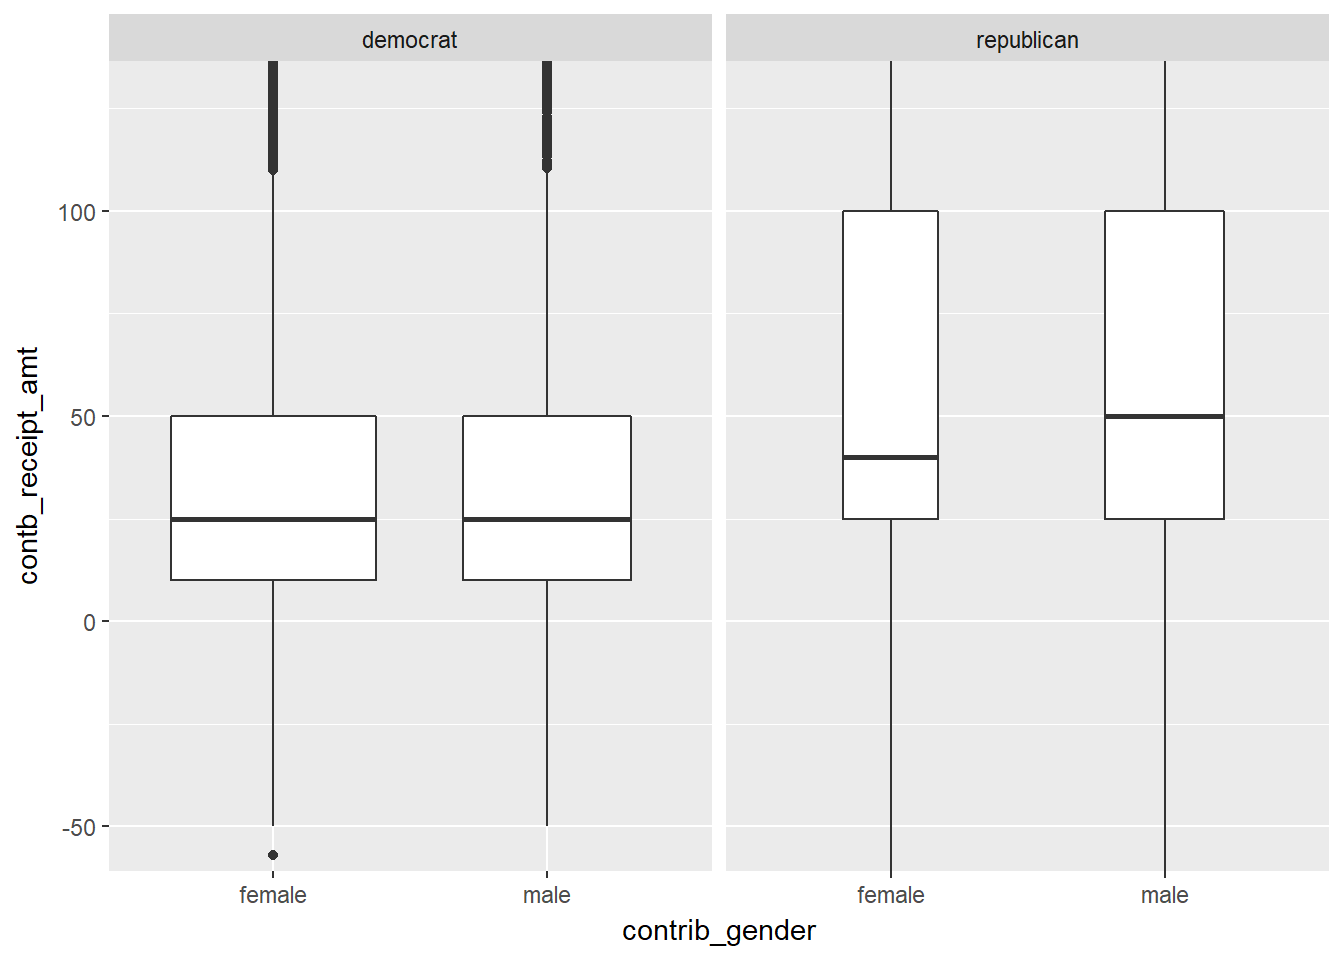 democrat
republican
contb_receipt_amt
100
50
0
-50
female
male
female
male
contrib_gender